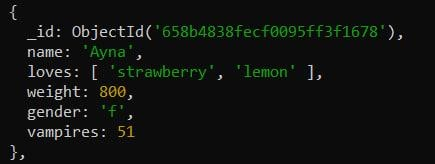 {
_id: ObjectId('658b4838fecf0095ff3f1678'),
name: 'Ayna',
loves: [ 'strawberry', 'lemon' ],
weight: 800,
gender: 'f',
vampires: 51
},